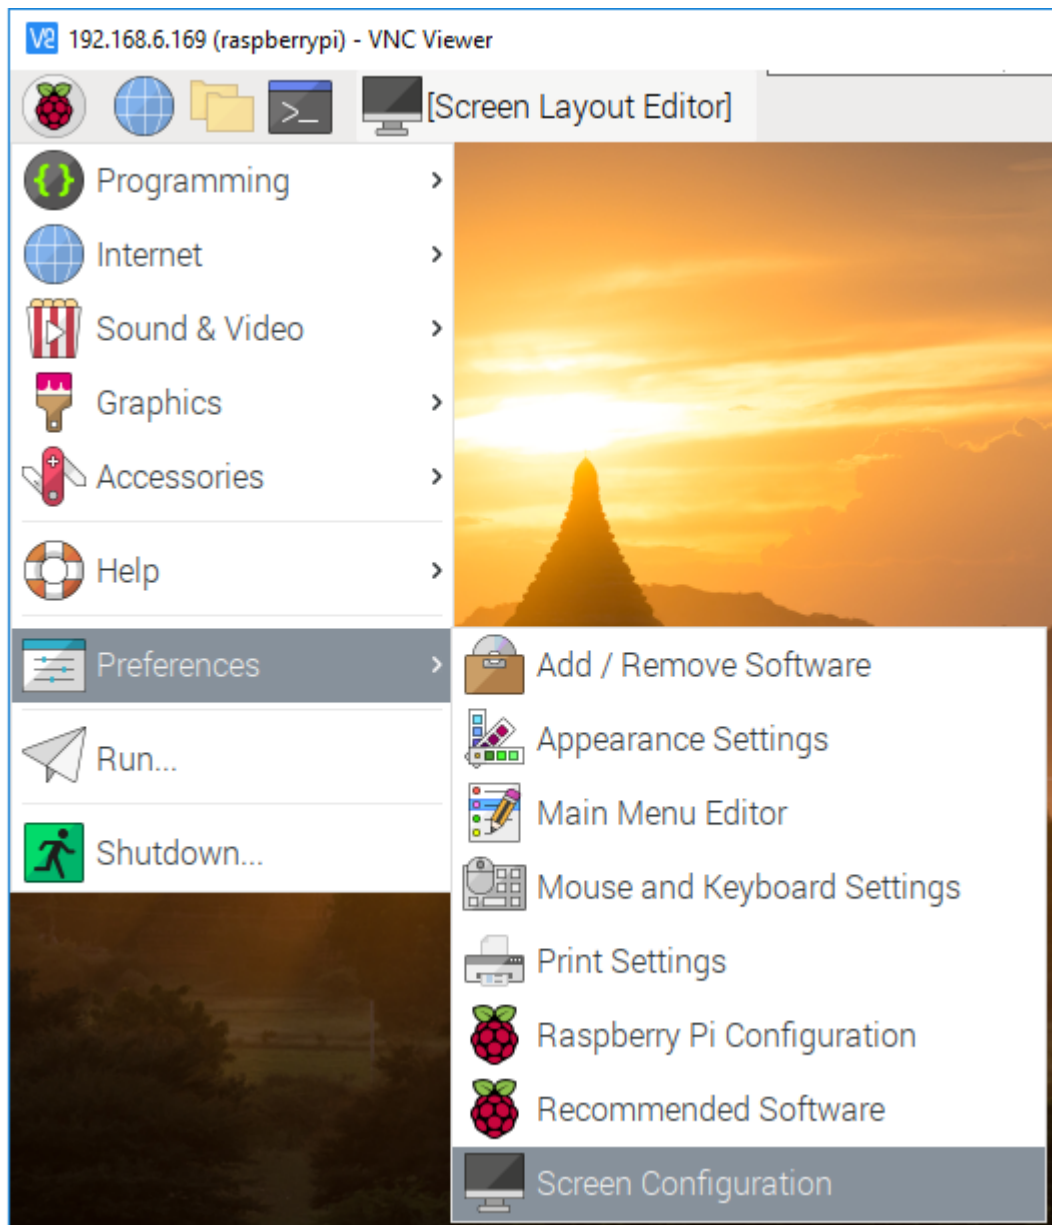 192.168.6.169 (raspberrypi) - VNC Viewer
[Screen Layout Editor]
Programming
Internet
Sound & Video
Graphics
Accessories
Help
Preferences
Run...
Shutdown...
Add / Remove Software
Appearance Settings
Main Menu Editor
Mouse and Keyboard Settings
Print Settings
Raspberry Pi Configuration
Recommended Software
Screen Configuration